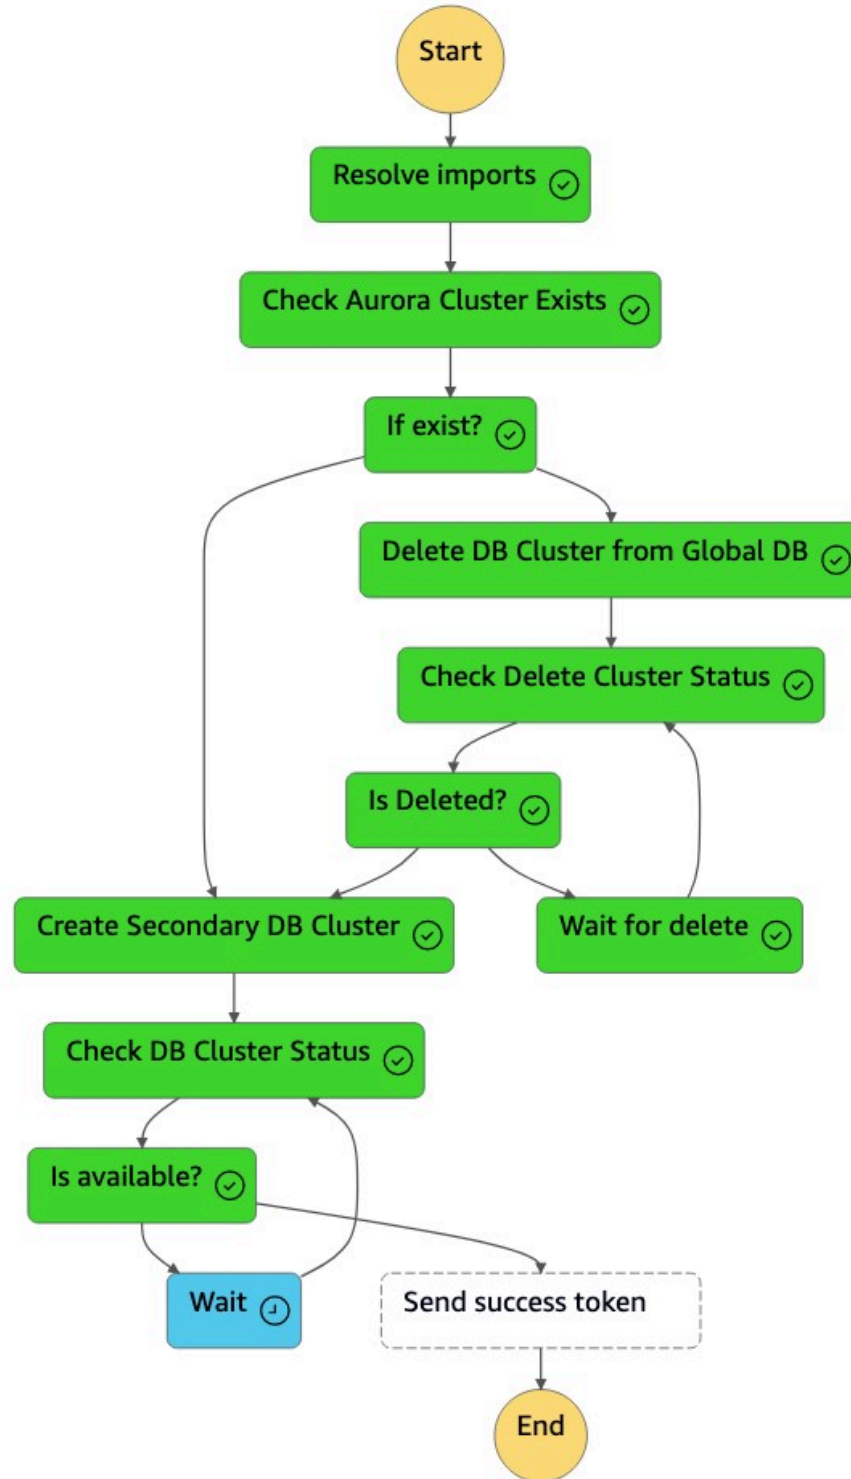 Start
Resolve imports
Check Aurora Cluster Exists
If exist?
Delete DB Cluster from Global DB
Check Delete Cluster Status
Is Deleted?
Create Secondary DB Cluster
Wait for delete
Check DB Cluster Status
Is available?
Wait
Send success token
End